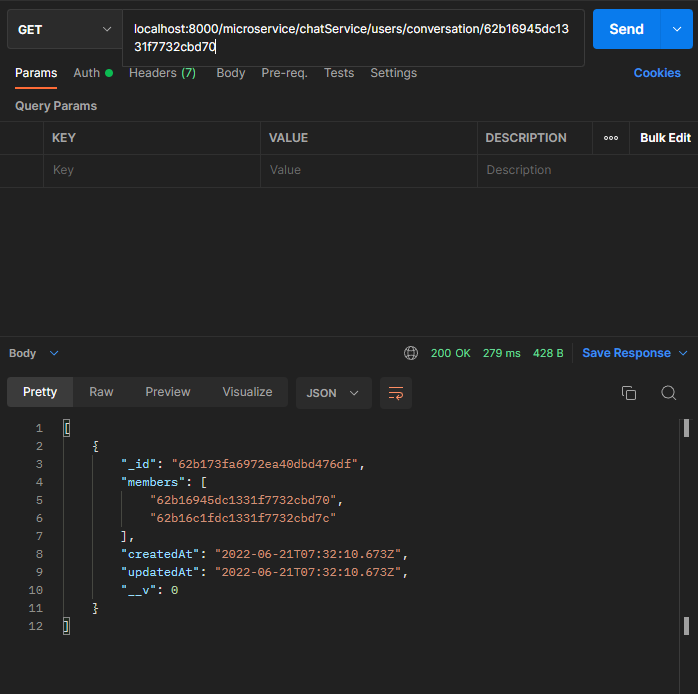 GET
localhost:8000/microservice/chatService/users/conversation/62b16945dc13
31f7732cbd70
Send
Params Auth Headers (7) Body Pre-req. Tests Settings Cookies
Query Params
KEY VALUE DESCRIPTION ooo Bulk Edit
Key Value Description
Body 200 OK 279 ms 428 B Save Response
Pretty Raw Preview Visualize JSON
1 [
2 {
3 "_id": "62b173fa6972ea40dbd476df",
4 "members": [
5 "62b16945dc1331f7732cbd70",
6 "62b16c1fdc1331f7732cbd7c"
7 ],
8 "createdAt": "2022-06-21T07:32:10.673Z",
9 "updatedAt": "2022-06-21T07:32:10.673Z",
10 "__v": 0
11 }
12 ]